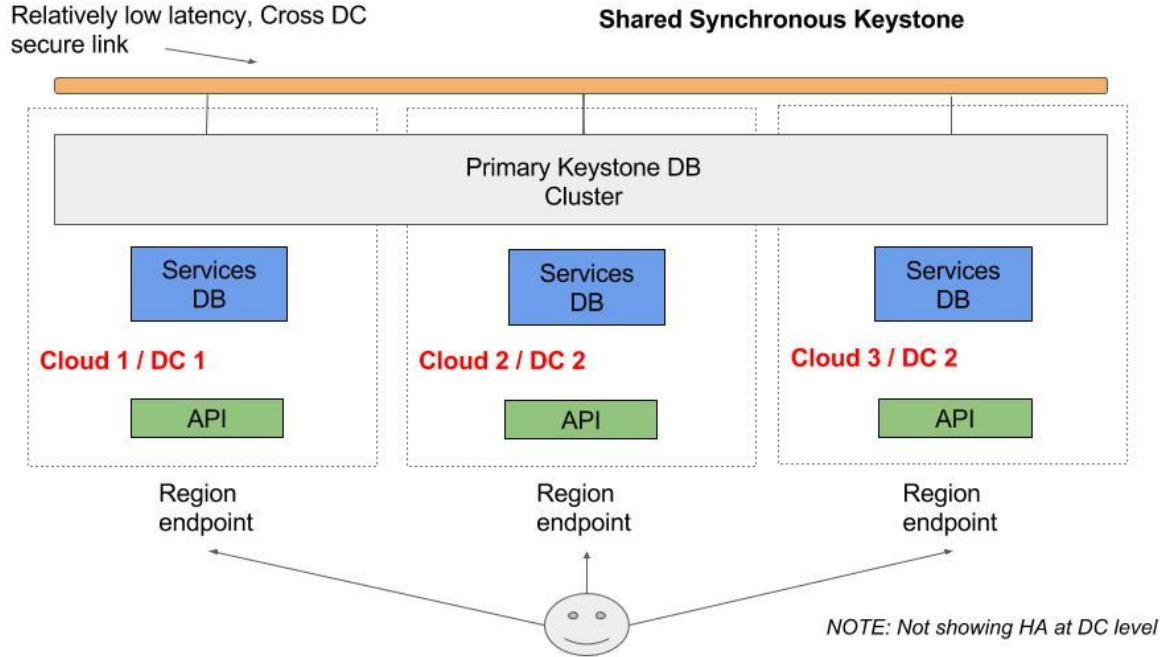 Relatively low latency, Cross DC
secure link
Shared Synchronous Keystone
Primary Keystone DB
Cluster
Services
DB
Services
DB
Services
DB
Cloud 1 / DC 1
Cloud 2 / DC 2
Cloud 3 / DC 2
API
API
API
Region
endpoint
Region
endpoint
Region
endpoint
NOTE: Not showing HA at DC level